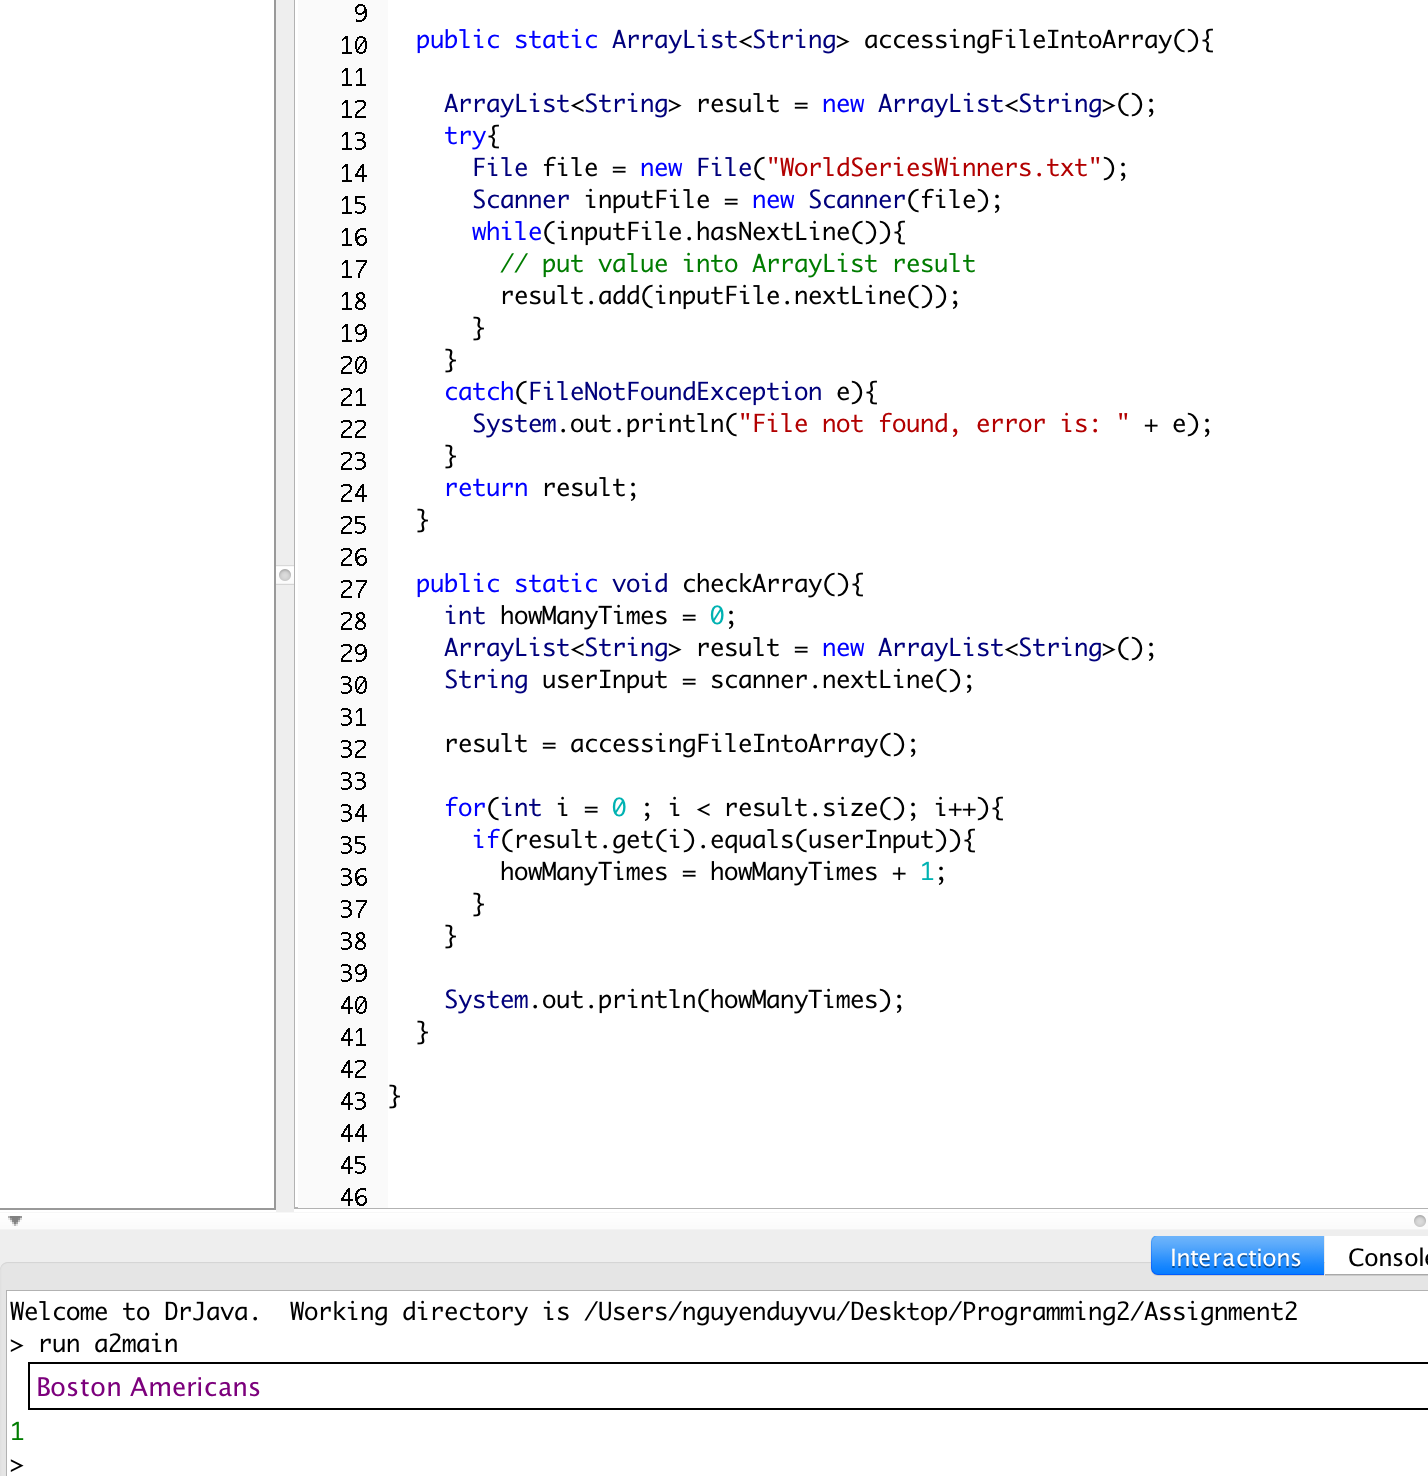 9
10 public static ArrayList<String> accessingFileIntoArray(){
11
12 ArrayList<String> result = new ArrayList<String>();
13 try{
14 File file = new File("WorldSeriesWinners.txt");
15 Scanner inputFile = new Scanner(file);
16 while(inputFile.hasNextLine()){
17 // put value into ArrayList result
18 result.add(inputFile.nextLine());
19 }
20 }
21 catch(FileNotFoundException e){
22 System.out.println("File not found, error is: " + e);
23 }
24 return result;
25 }
26
27 public static void checkArray(){
28 int howManyTimes = 0;
29 ArrayList<String> result = new ArrayList<String>();
30 String userInput = scanner.nextLine();
31
32 result = accessingFileIntoArray();
33
34 for(int i = 0 ; i < result.size(); i++){
35 if(result.get(i).equals(userInput)){
36 howManyTimes = howManyTimes + 1;
37 }
38 }
39
40 System.out.println(howManyTimes);
41 }
42
43 }
44
45
46
Interactions Consol
Welcome to DrJava.  Working directory is /Users/nguyenduyvu/Desktop/Programming2/Assignment2
> run a2main
Boston Americans
1
>